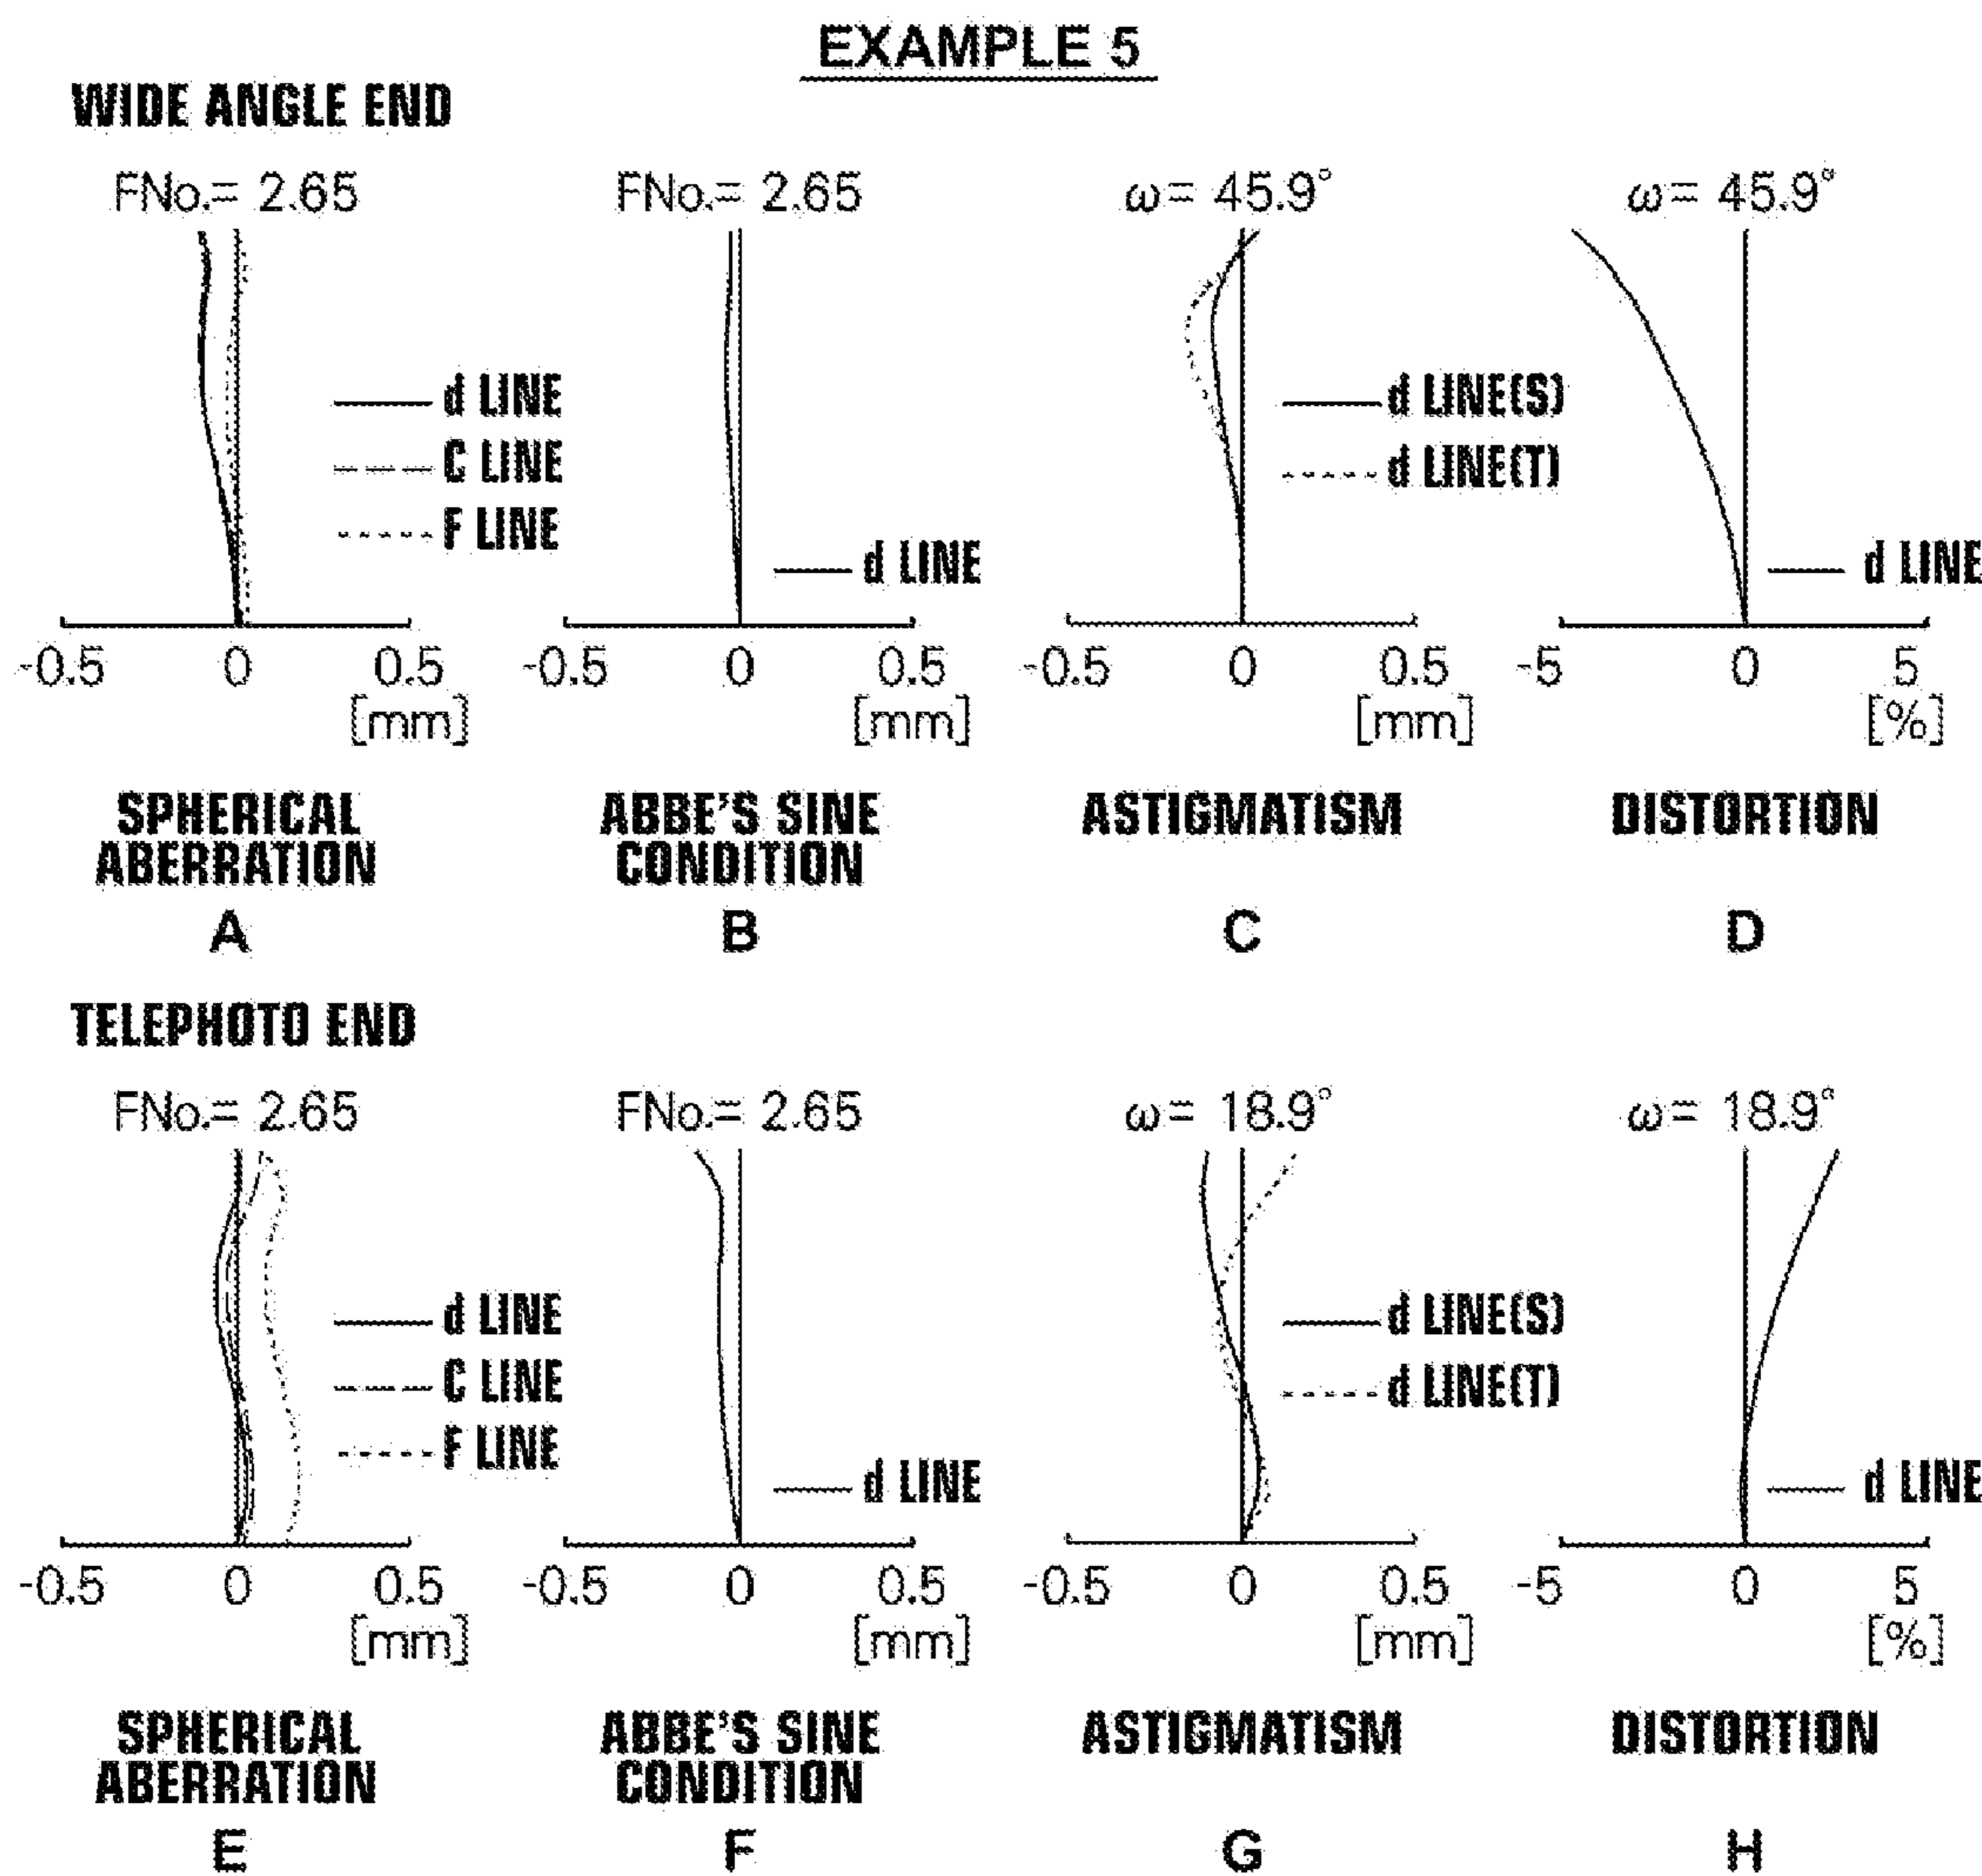 EXAMPLE 5
WIDE ANGLE END
FNo.= 2.65
d LINE
C LINE
F LINE
-0.5 0 0.5
[mm]
SPHERICAL
ABERRATION
A
FNo.= 2.65
d LINE
-0.5 0 0.5
[mm]
ABBE'S SINE
CONDITION
B
ω= 45.9°
d LINE(S)
d LINE(T)
-0.5 0 0.5
[mm]
ASTIGMATISM
C
ω= 45.9°
d LINE
-5 0 5
[%]
DISTORTION
D
TELEPHOTO END
FNo.= 2.65
d LINE
C LINE
F LINE
-0.5 0 0.5
[mm]
SPHERICAL
ABERRATION
E
FNo.= 2.65
d LINE
-0.5 0 0.5
[mm]
ABBE'S SINE
CONDITION
F
ω= 18.9°
d LINE(S)
d LINE(T)
-0.5 0 0.5
[mm]
ASTIGMATISM
G
ω= 18.9°
d LINE
-5 0 5
[%]
DISTORTION
H